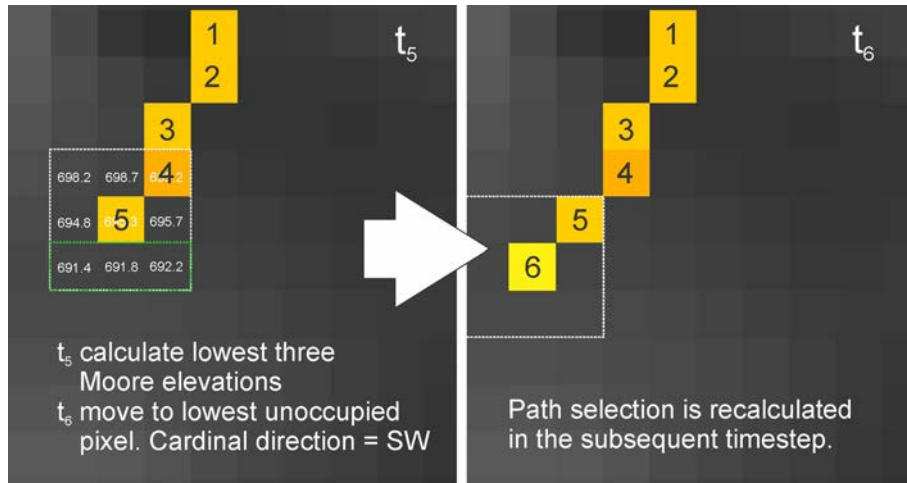 t5
1
2
3
698.2 698.7 4
694.8 5 695.7
691.4 691.8 692.2
t5 calculate lowest three
Moore elevations
t6 move to lowest unoccupied
pixel. Cardinal direction = SW
t6
1
2
3
4
5
6
Path selection is recalculated
in the subsequent timestep.